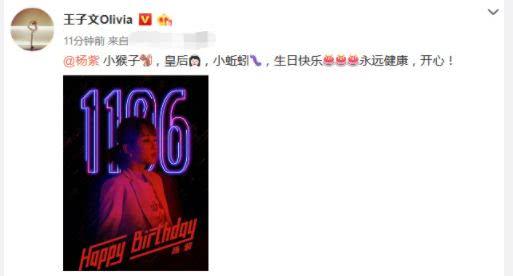 王子文Olivia
11分钟前 来自
@杨紫 小猴子🐒，皇后👸🏻，小蚯蚓🐛，生日快乐🎂🎂🎂永远健康，开心！
1106
Happy Birthday
杨紫